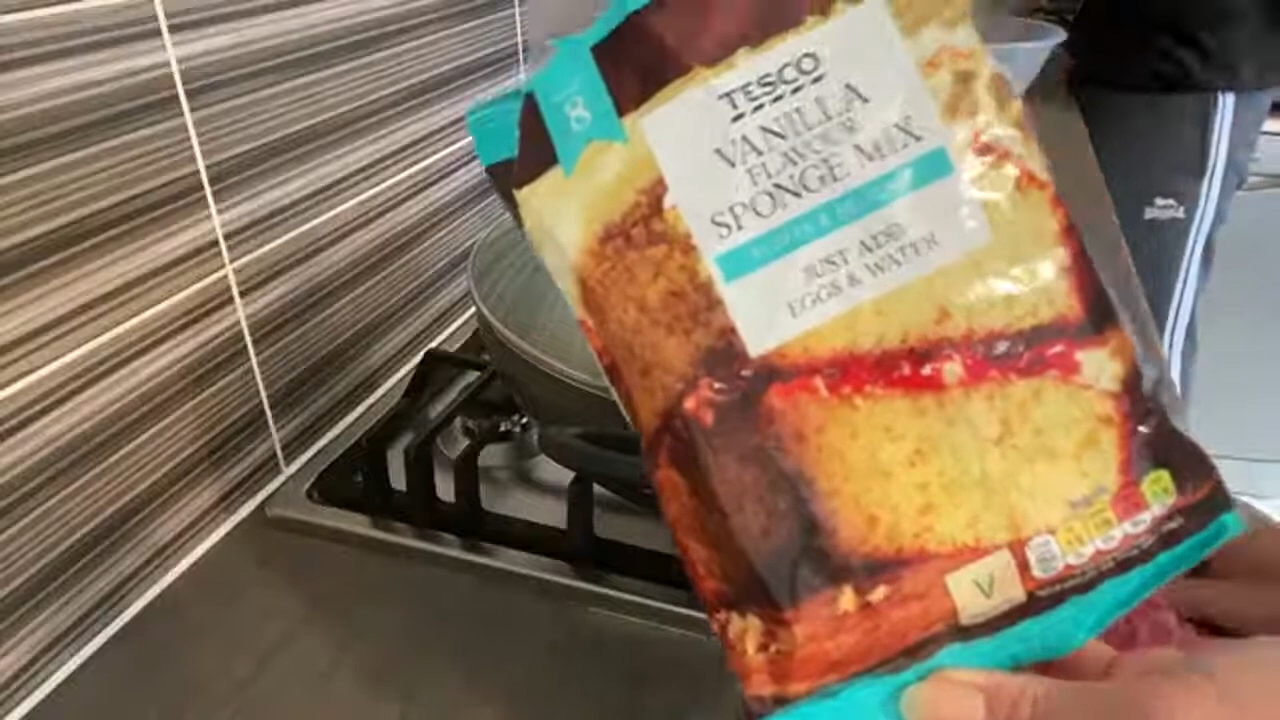 8
TESCO
VANILLA
FLAVOUR
SPONGE MIX
JUST ADD
EGGS & WATER
V